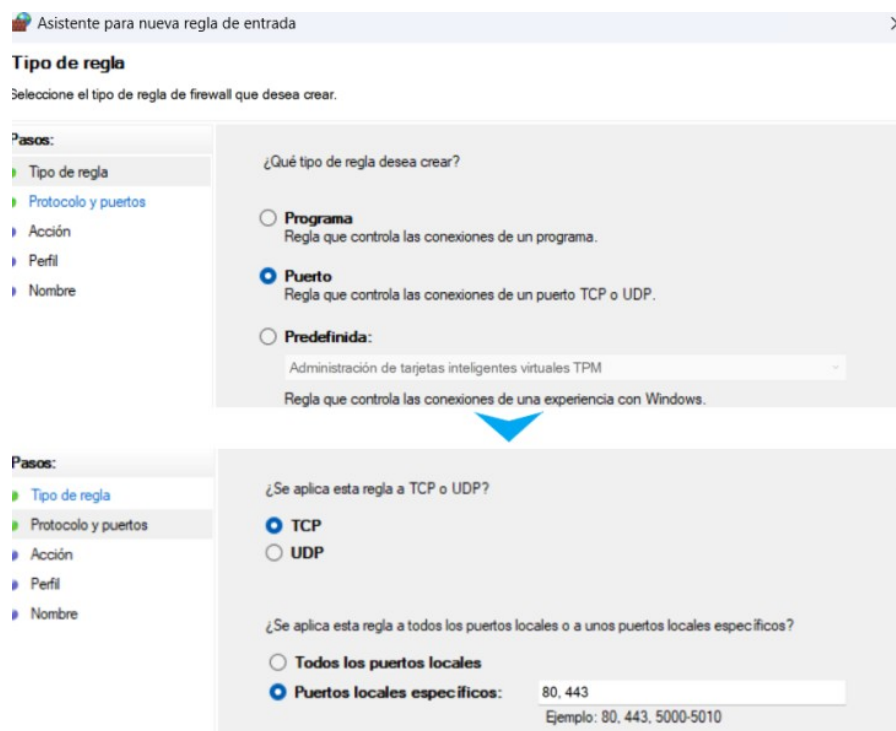 Asistente para nueva regla de entrada
Tipo de regla
Seleccione el tipo de regla de firewall que desea crear.
Pasos:
Tipo de regla
Protocolo y puertos
Acción
Perfil
Nombre
¿Qué tipo de regla desea crear?
Programa
Regla que controla las conexiones de un programa.
Puerto
Regla que controla las conexiones de un puerto TCP o UDP.
Predefinida:
Administración de tarjetas inteligentes virtuales TPM
Regla que controla las conexiones de una experiencia con Windows.
Pasos:
Tipo de regla
Protocolo y puertos
Acción
Perfil
Nombre
¿Se aplica esta regla a TCP o UDP?
TCP
UDP
¿Se aplica esta regla a todos los puertos locales o a unos puertos locales específicos?
Todos los puertos locales
Puertos locales específicos: 80, 443
Ejemplo: 80, 443, 5000-5010